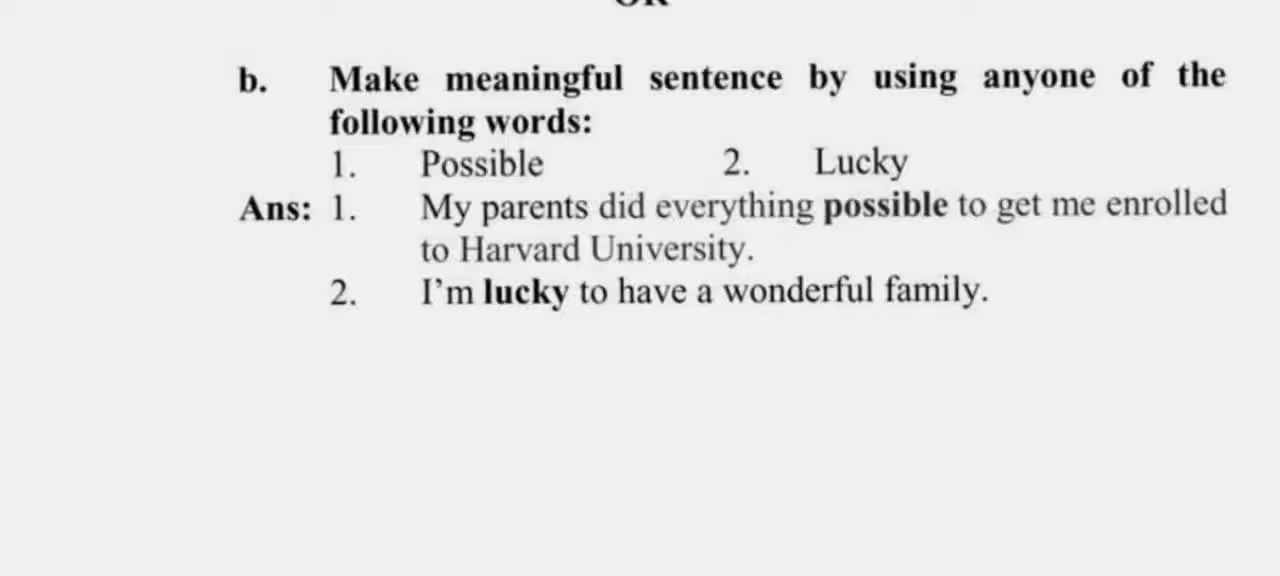 b. Make meaningful sentence by using anyone of the
following words:
1. Possible 2. Lucky
Ans: 1. My parents did everything possible to get me enrolled
to Harvard University.
2. I'm lucky to have a wonderful family.